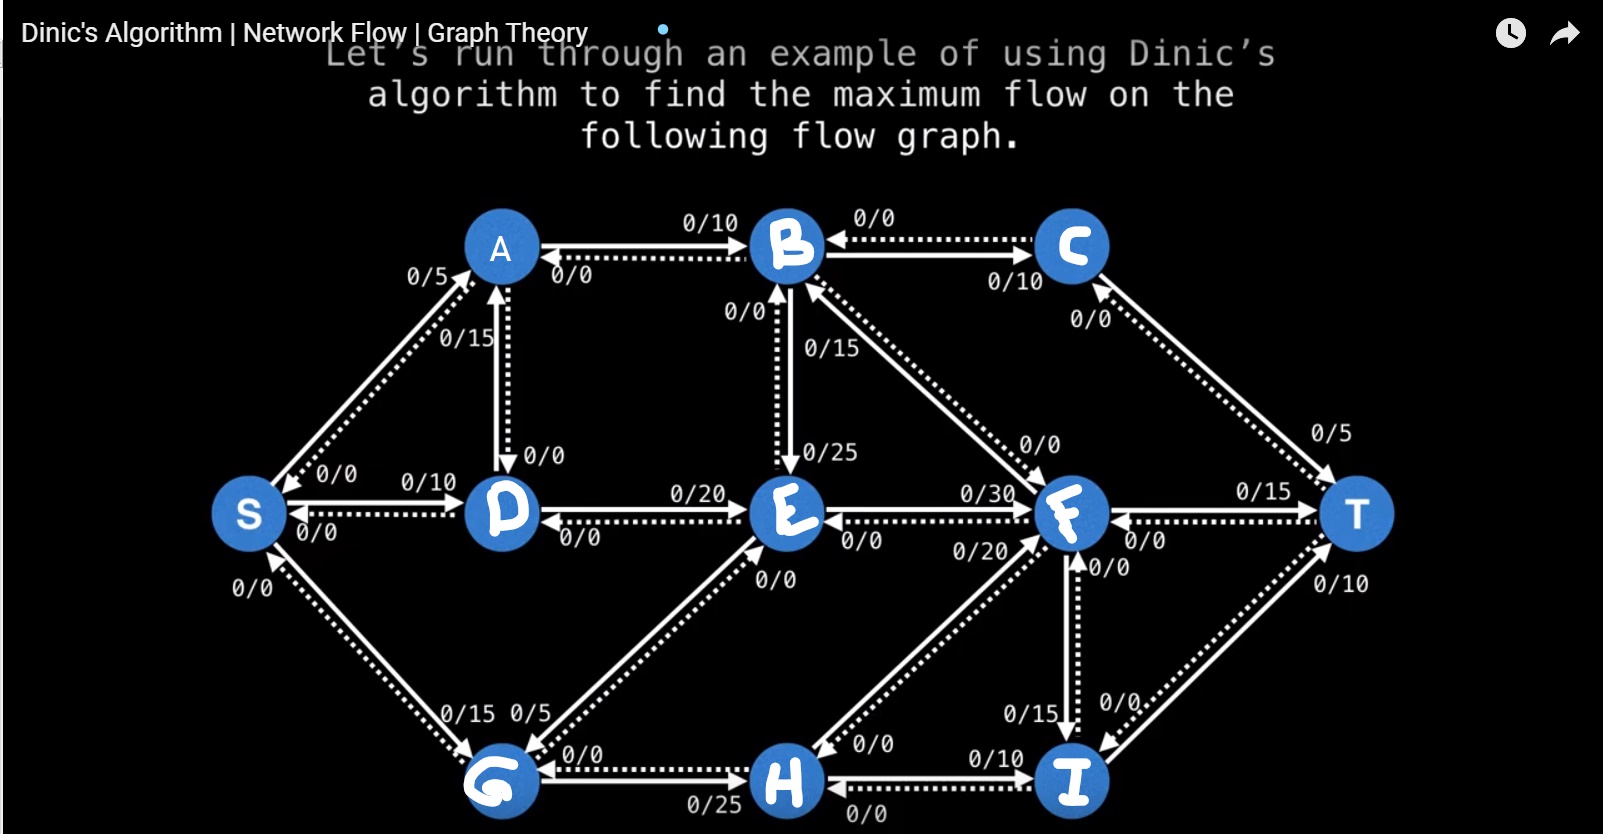 Dinic's Algorithm | Network Flow | Graph Theory
Let's run through an example of using Dinic's
algorithm to find the maximum flow on the
following flow graph.
0/10 0/0
A B C
0/5 0/0 0/10
0/15 0/0 0/15 0/0
0/0 0/25 0/0 0/5
0/0 0/10 0/20 0/30 0/15
S D E F T
0/0 0/0 0/0 0/20 0/0
0/0 0/0 0/0 0/10
0/15 0/5 0/15 0/0
0/0 0/0 0/10
G H I
0/25 0/0